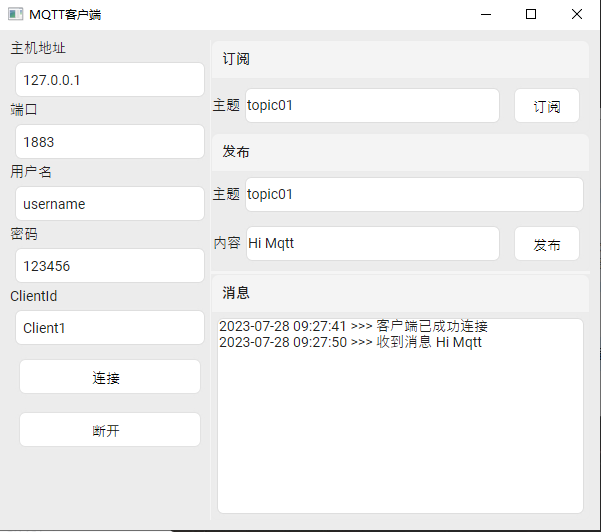 MQTT客户端
主机地址
127.0.0.1
端口
1883
用户名
username
密码
123456
ClientId
Client1
连接
断开
订阅
主题 topic01 订阅
发布
主题 topic01
内容 Hi Mqtt 发布
消息
2023-07-28 09:27:41 >>> 客户端已成功连接
2023-07-28 09:27:50 >>> 收到消息 Hi Mqtt